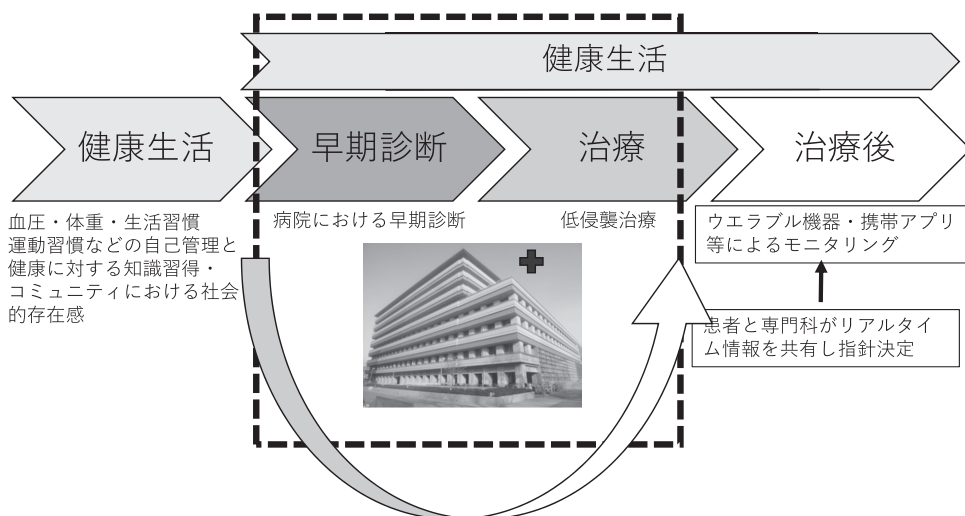 健康生活
健康生活
早期診断
治療
治療後
血圧・体重・生活習慣
運動習慣などの自己管理と
健康に対する知識習得・
コミュニティにおける社会
的存在感
病院における早期診断
低侵襲治療
ウエラブル機器・携帯アプリ
等によるモニタリング
患者と専門科がリアルタイ
ム情報を共有し指針決定